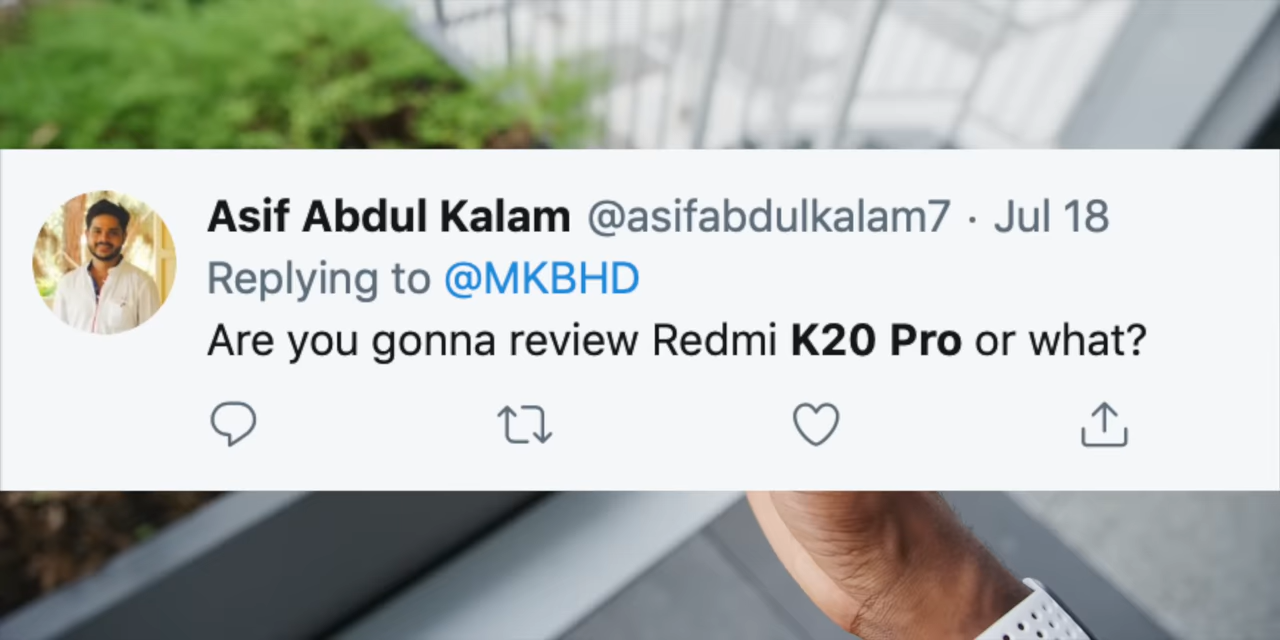 Asif Abdul Kalam @asifabdulkalam7 · Jul 18
Replying to @MKBHD
Are you gonna review Redmi K20 Pro or what?